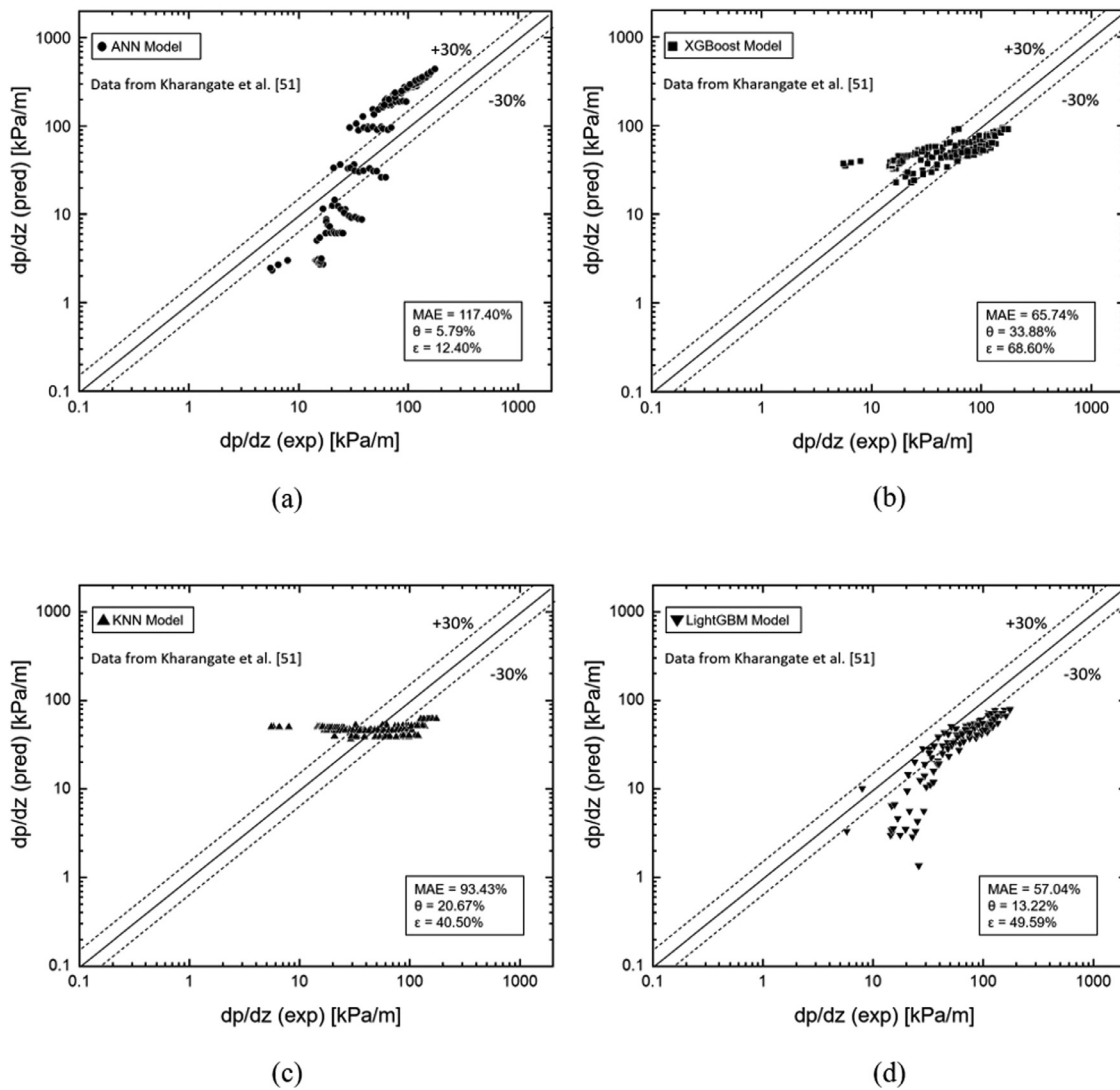 ANN Model
Data from Kharangate et al. [51]
+30%
-30%
MAE = 117.40%
θ = 5.79%
ε = 12.40%
dp/dz (pred) [kPa/m]
1000
100
10
1
0.1
0.1 1 10 100 1000
dp/dz (exp) [kPa/m]
(a)
XGBoost Model
Data from Kharangate et al. [51]
+30%
-30%
MAE = 65.74%
θ = 33.88%
ε = 68.60%
dp/dz (pred) [kPa/m]
1000
100
10
1
0.1
0.1 1 10 100 1000
dp/dz (exp) [kPa/m]
(b)
KNN Model
Data from Kharangate et al. [51]
+30%
-30%
MAE = 93.43%
θ = 20.67%
ε = 40.50%
dp/dz (pred) [kPa/m]
1000
100
10
1
0.1
0.1 1 10 100 1000
dp/dz (exp) [kPa/m]
(c)
LightGBM Model
Data from Kharangate et al. [51]
+30%
-30%
MAE = 57.04%
θ = 13.22%
ε = 49.59%
dp/dz (pred) [kPa/m]
1000
100
10
1
0.1
0.1 1 10 100 1000
dp/dz (exp) [kPa/m]
(d)